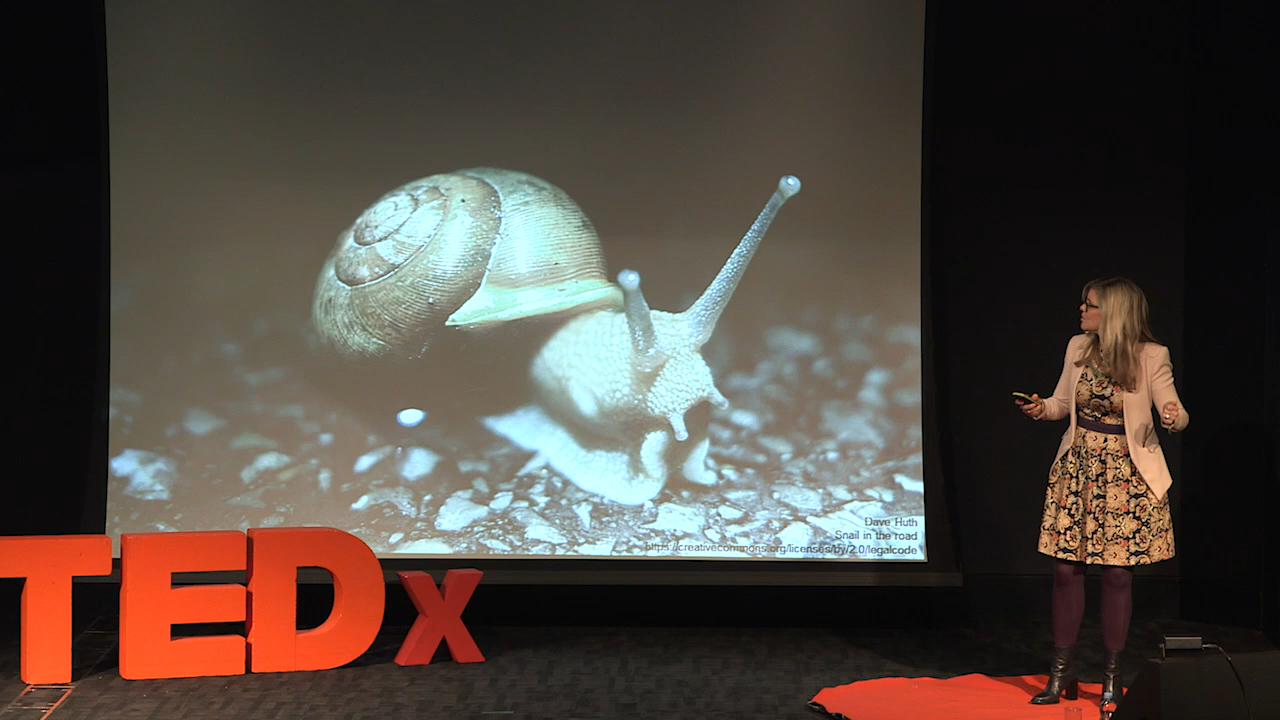 Dave Huth
Snail in the road
https://creativecommons.org/licenses/by/2.0/legalcode
TEDx